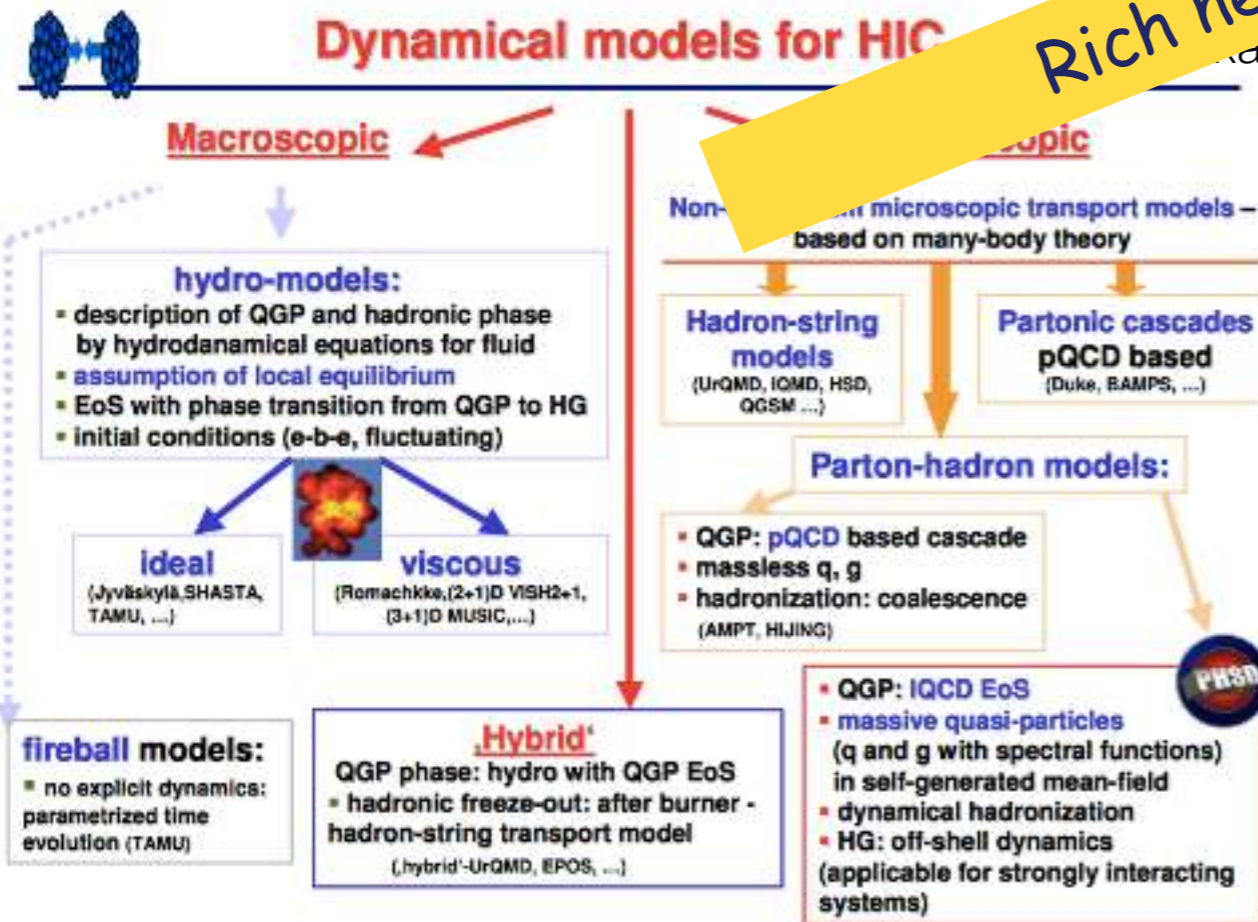 Dynamical models for HIC
Rich
Macroscopic
hydro-models:
▪ description of QGP and hadronic phase
by hydrodanamical equations for fluid
▪ assumption of local equilibrium
▪ EoS with phase transition from QGP to HG
▪ initial conditions (e-b-e, fluctuating)
ideal
(Jyväskylä,SHASTA,
TAMU, ...)
viscous
(Romachkke,(2+1)D VISH2+1,
(3+1)D MUSIC,...)
fireball models:
▪ no explicit dynamics:
parametrized time
evolution (TAMU)
‚Hybrid‘
QGP phase: hydro with QGP EoS
▪ hadronic freeze-out: after burner -
hadron-string transport model
(‚hybrid‘-UrQMD, EPOS, ...)
opic
Non- microscopic transport models –
based on many-body theory
Hadron-string
models
(UrQMD, IQMD, HSD,
QGSM ...)
Partonic cascades
pQCD based
(Duke, BAMPS, ...)
Parton-hadron models:
▪ QGP: pQCD based cascade
▪ massless q, g
▪ hadronization: coalescence
(AMPT, HIJING)
PHSD
▪ QGP: lQCD EoS
▪ massive quasi-particles
(q and g with spectral functions)
in self-generated mean-field
▪ dynamical hadronization
▪ HG: off-shell dynamics
(applicable for strongly interacting
systems)